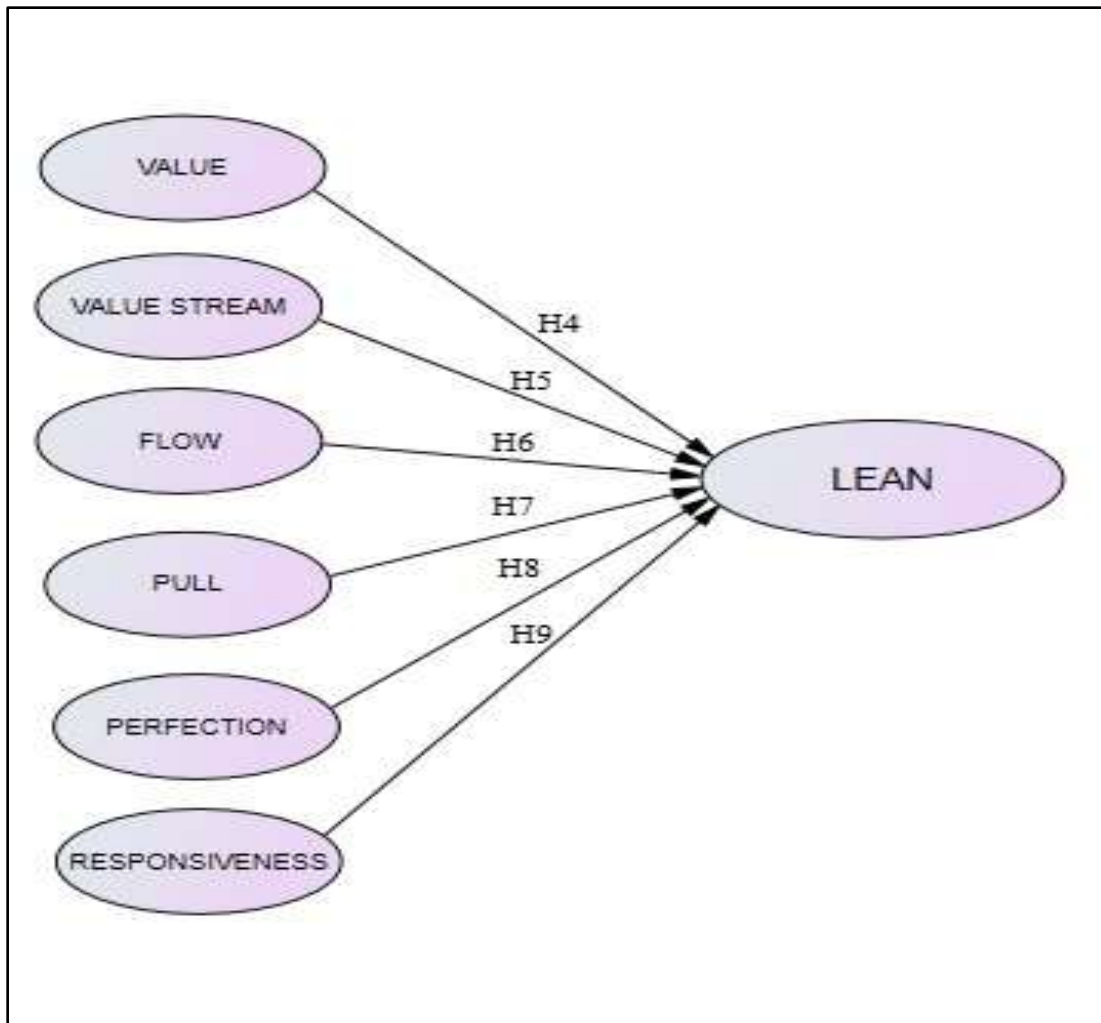 VALUE
H4
VALUE STREAM
H5
FLOW
H6
LEAN
H7
PULL
H8
H9
PERFECTION
RESPONSIVENESS